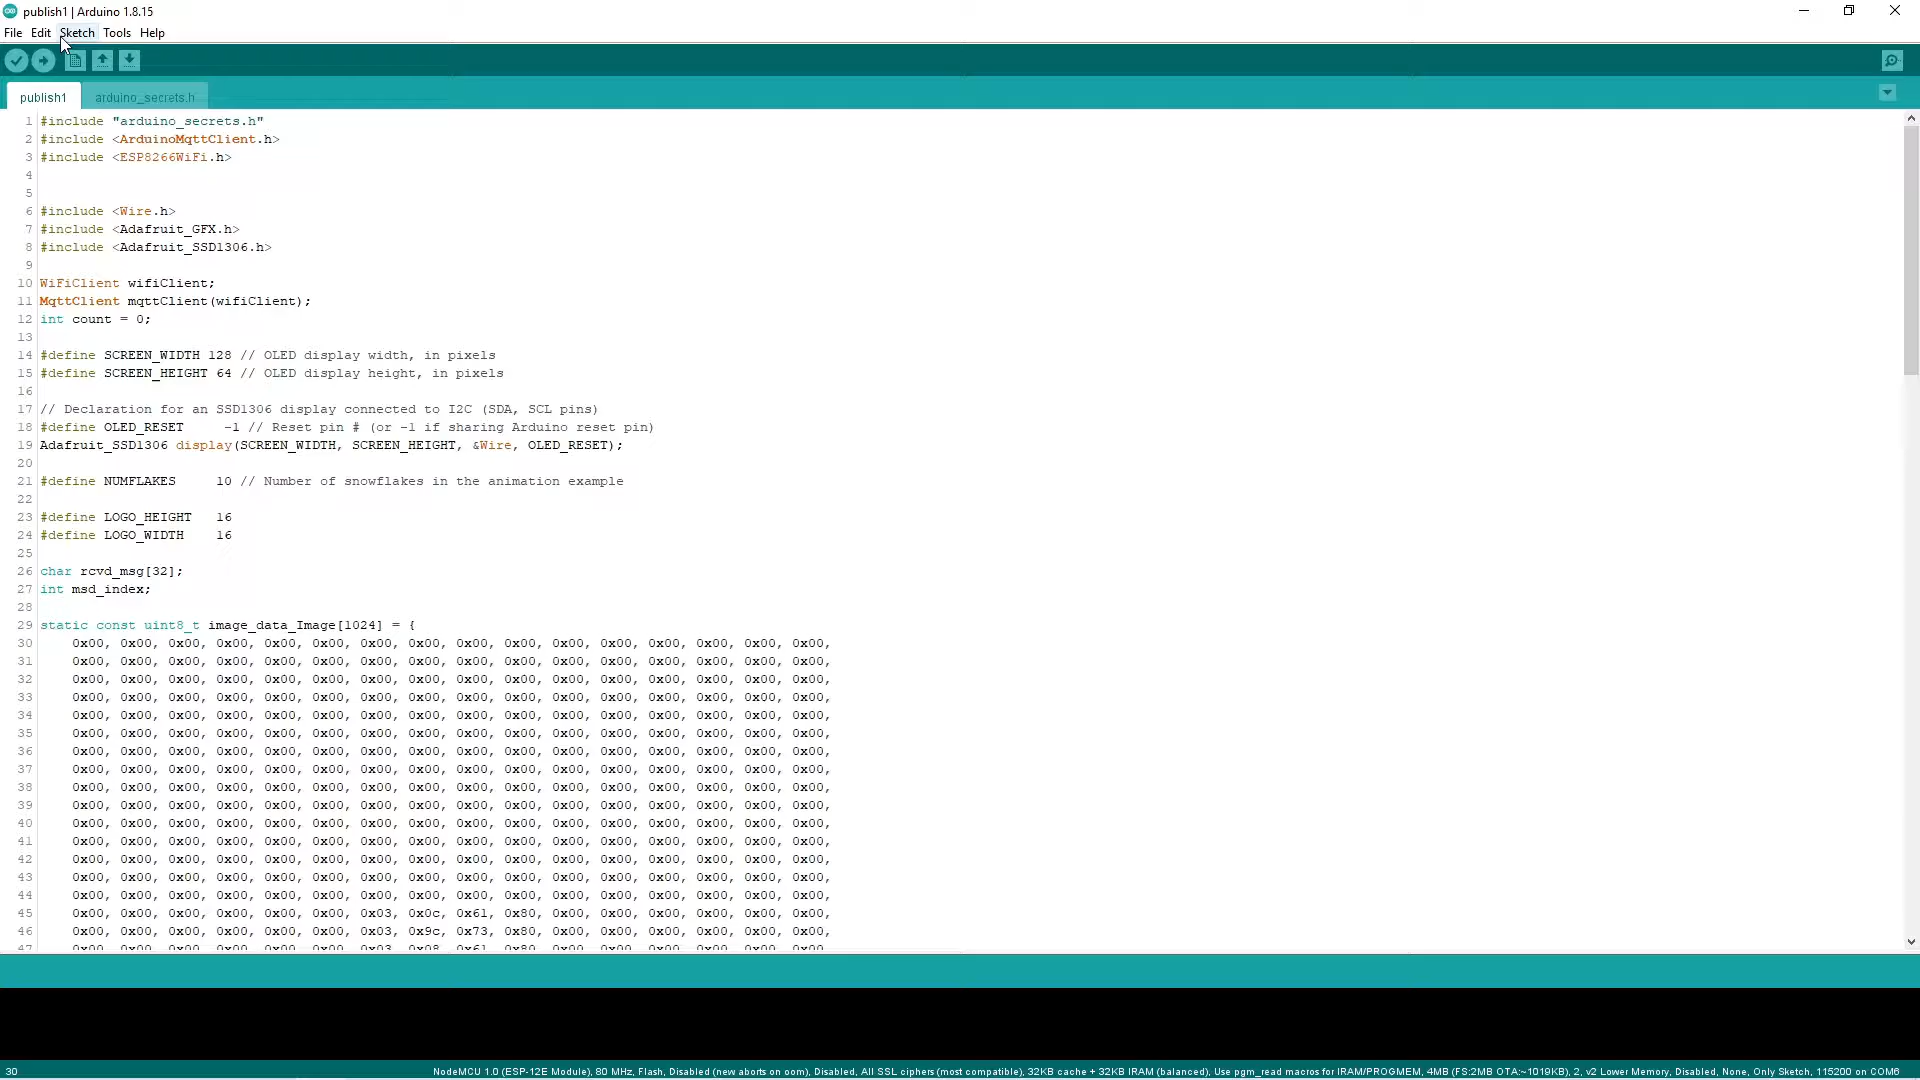 publish1 | Arduino 1.8.15
File Edit Sketch Tools Help
publish1 arduino_secrets.h
1 #include "arduino_secrets.h"
2 #include <ArduinoMqttClient.h>
3 #include <ESP8266WiFi.h>
4
5
6 #include <Wire.h>
7 #include <Adafruit_GFX.h>
8 #include <Adafruit_SSD1306.h>
9
10 WiFiClient wifiClient;
11 MqttClient mqttClient(wifiClient);
12 int count = 0;
13
14 #define SCREEN_WIDTH 128 // OLED display width, in pixels
15 #define SCREEN_HEIGHT 64 // OLED display height, in pixels
16
17 // Declaration for an SSD1306 display connected to I2C (SDA, SCL pins)
18 #define OLED_RESET     -1 // Reset pin # (or -1 if sharing Arduino reset pin)
19 Adafruit_SSD1306 display(SCREEN_WIDTH, SCREEN_HEIGHT, &Wire, OLED_RESET);
20
21 #define NUMFLAKES     10 // Number of snowflakes in the animation example
22
23 #define LOGO_HEIGHT   16
24 #define LOGO_WIDTH    16
25
26 char rcvd_msg[32];
27 int msd_index;
28
29 static const uint8_t image_data_Image[1024] = {
30 0x00, 0x00, 0x00, 0x00, 0x00, 0x00, 0x00, 0x00, 0x00, 0x00, 0x00, 0x00, 0x00, 0x00, 0x00, 0x00,
31 0x00, 0x00, 0x00, 0x00, 0x00, 0x00, 0x00, 0x00, 0x00, 0x00, 0x00, 0x00, 0x00, 0x00, 0x00, 0x00,
32 0x00, 0x00, 0x00, 0x00, 0x00, 0x00, 0x00, 0x00, 0x00, 0x00, 0x00, 0x00, 0x00, 0x00, 0x00, 0x00,
33 0x00, 0x00, 0x00, 0x00, 0x00, 0x00, 0x00, 0x00, 0x00, 0x00, 0x00, 0x00, 0x00, 0x00, 0x00, 0x00,
34 0x00, 0x00, 0x00, 0x00, 0x00, 0x00, 0x00, 0x00, 0x00, 0x00, 0x00, 0x00, 0x00, 0x00, 0x00, 0x00,
35 0x00, 0x00, 0x00, 0x00, 0x00, 0x00, 0x00, 0x00, 0x00, 0x00, 0x00, 0x00, 0x00, 0x00, 0x00, 0x00,
36 0x00, 0x00, 0x00, 0x00, 0x00, 0x00, 0x00, 0x00, 0x00, 0x00, 0x00, 0x00, 0x00, 0x00, 0x00, 0x00,
37 0x00, 0x00, 0x00, 0x00, 0x00, 0x00, 0x00, 0x00, 0x00, 0x00, 0x00, 0x00, 0x00, 0x00, 0x00, 0x00,
38 0x00, 0x00, 0x00, 0x00, 0x00, 0x00, 0x00, 0x00, 0x00, 0x00, 0x00, 0x00, 0x00, 0x00, 0x00, 0x00,
39 0x00, 0x00, 0x00, 0x00, 0x00, 0x00, 0x00, 0x00, 0x00, 0x00, 0x00, 0x00, 0x00, 0x00, 0x00, 0x00,
40 0x00, 0x00, 0x00, 0x00, 0x00, 0x00, 0x00, 0x00, 0x00, 0x00, 0x00, 0x00, 0x00, 0x00, 0x00, 0x00,
41 0x00, 0x00, 0x00, 0x00, 0x00, 0x00, 0x00, 0x00, 0x00, 0x00, 0x00, 0x00, 0x00, 0x00, 0x00, 0x00,
42 0x00, 0x00, 0x00, 0x00, 0x00, 0x00, 0x00, 0x00, 0x00, 0x00, 0x00, 0x00, 0x00, 0x00, 0x00, 0x00,
43 0x00, 0x00, 0x00, 0x00, 0x00, 0x00, 0x00, 0x00, 0x00, 0x00, 0x00, 0x00, 0x00, 0x00, 0x00, 0x00,
44 0x00, 0x00, 0x00, 0x00, 0x00, 0x00, 0x00, 0x00, 0x00, 0x00, 0x00, 0x00, 0x00, 0x00, 0x00, 0x00,
45 0x00, 0x00, 0x00, 0x00, 0x00, 0x00, 0x03, 0x0c, 0x61, 0x80, 0x00, 0x00, 0x00, 0x00, 0x00, 0x00,
46 0x00, 0x00, 0x00, 0x00, 0x00, 0x00, 0x03, 0x9c, 0x73, 0x80, 0x00, 0x00, 0x00, 0x00, 0x00, 0x00,
47 0x00, 0x00, 0x00, 0x00, 0x00, 0x00, 0x03, 0x08, 0x61, 0x80, 0x00, 0x00, 0x00, 0x00, 0x00, 0x00,
30 NodeMCU 1.0 (ESP-12E Module), 80 MHz, Flash, Disabled (new aborts on oom), Disabled, All SSL ciphers (most compatible), 32KB cache + 32KB IRAM (balanced), Use pgm_read macros for IRAM/PROGMEM, 4MB (FS:2MB OTA:~1019KB), 2, v2 Lower Memory, Disabled, None, Only Sketch, 115200 on COM6